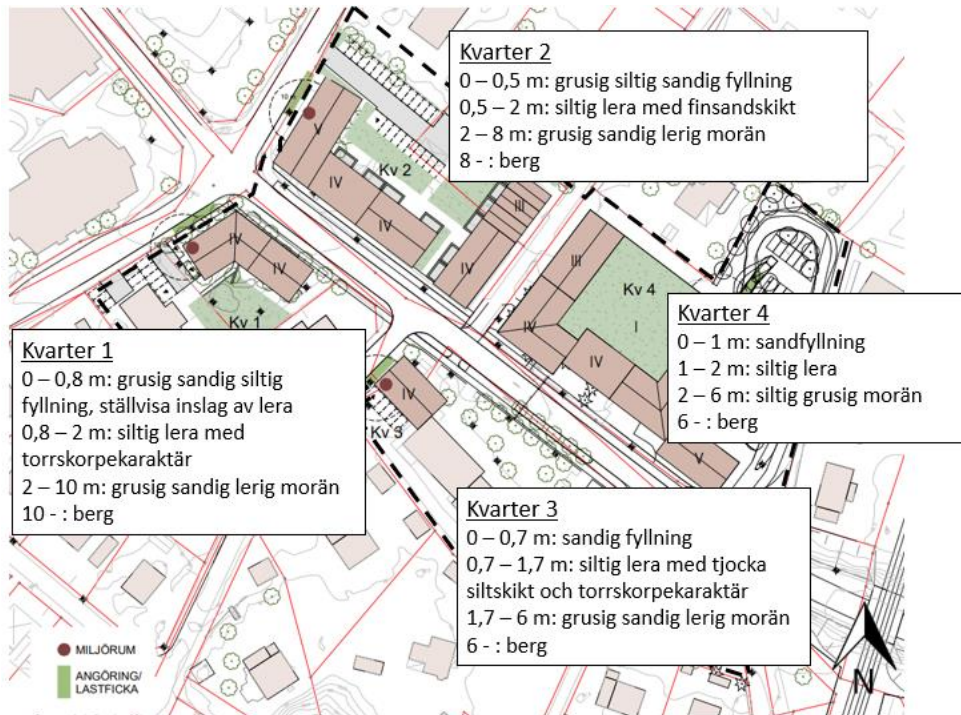 Kvarter 2
0 – 0,5 m: grusig siltig sandig fyllning
0,5 – 2 m: siltig lera med finsandskikt
2 – 8 m: grusig sandig lerig morän
8 - : berg
V
IV
Kv 2
IV
III
IV
IV
IV
Kv 1
III
Kv 4
I
IV
IV
V
Kvarter 4
0 – 1 m: sandfyllning
1 – 2 m: siltig lera
2 – 6 m: siltig grusig morän
6 - : berg
Kvarter 1
0 – 0,8 m: grusig sandig siltig
fyllning, ställvisa inslag av lera
0,8 – 2 m: siltig lera med
torrskorpekaraktär
2 – 10 m: grusig sandig lerig morän
10 - : berg
IV
Kv 3
Kvarter 3
0 – 0,7 m: sandig fyllning
0,7 – 1,7 m: siltig lera med tjocka
siltskikt och torrskorpekaraktär
1,7 – 6 m: grusig sandig lerig morän
6 - : berg
MILJÖRUM
ANGÖRING/
LASTFICKA
N